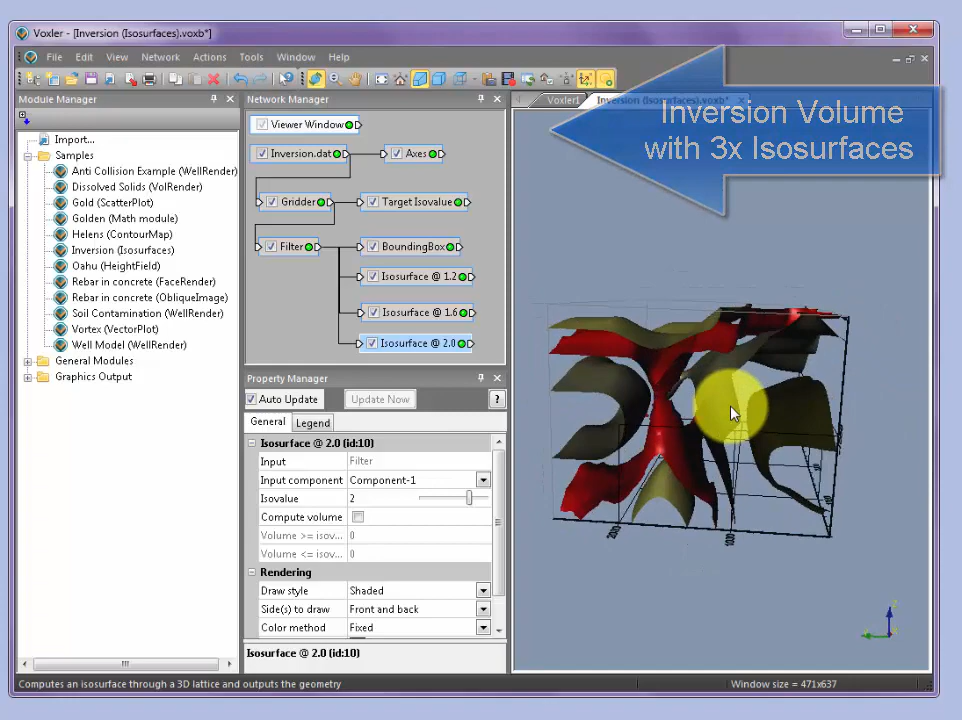 Voxler - [Inversion (Isosurfaces).voxb*]
File Edit View Network Actions Tools Window Help
Module Manager
Import...
Samples
Anti Collision Example (WellRender)
Dissolved Solids (VolRender)
Gold (ScatterPlot)
Golden (Math module)
Helens (ContourMap)
Inversion (Isosurfaces)
Oahu (HeightField)
Rebar in concrete (FaceRender)
Rebar in concrete (ObliqueImage)
Soil Contamination (WellRender)
Vortex (VectorPlot)
Well Model (WellRender)
General Modules
Graphics Output
Network Manager
Viewer Window
Inversion.dat Axes
Gridder Target Isovalue
Filter BoundingBox
Isosurface @ 1.2
Isosurface @ 1.6
Isosurface @ 2.0
Property Manager
Auto Update Update Now ?
General Legend
Isosurface @ 2.0 (id:10)
Input Filter
Input component Component-1
Isovalue 2
Compute volume
Volume >= isov... 0
Volume <= isov... 0
Rendering
Draw style Shaded
Side(s) to draw Front and back
Color method Fixed
Isosurface @ 2.0 (id:10)
Voxler1 Inversion (Isosurfaces).voxb*
Inversion Volume
with 3x Isosurfaces
2000
1000
Computes an isosurface through a 3D lattice and outputs the geometry
Window size = 471x637